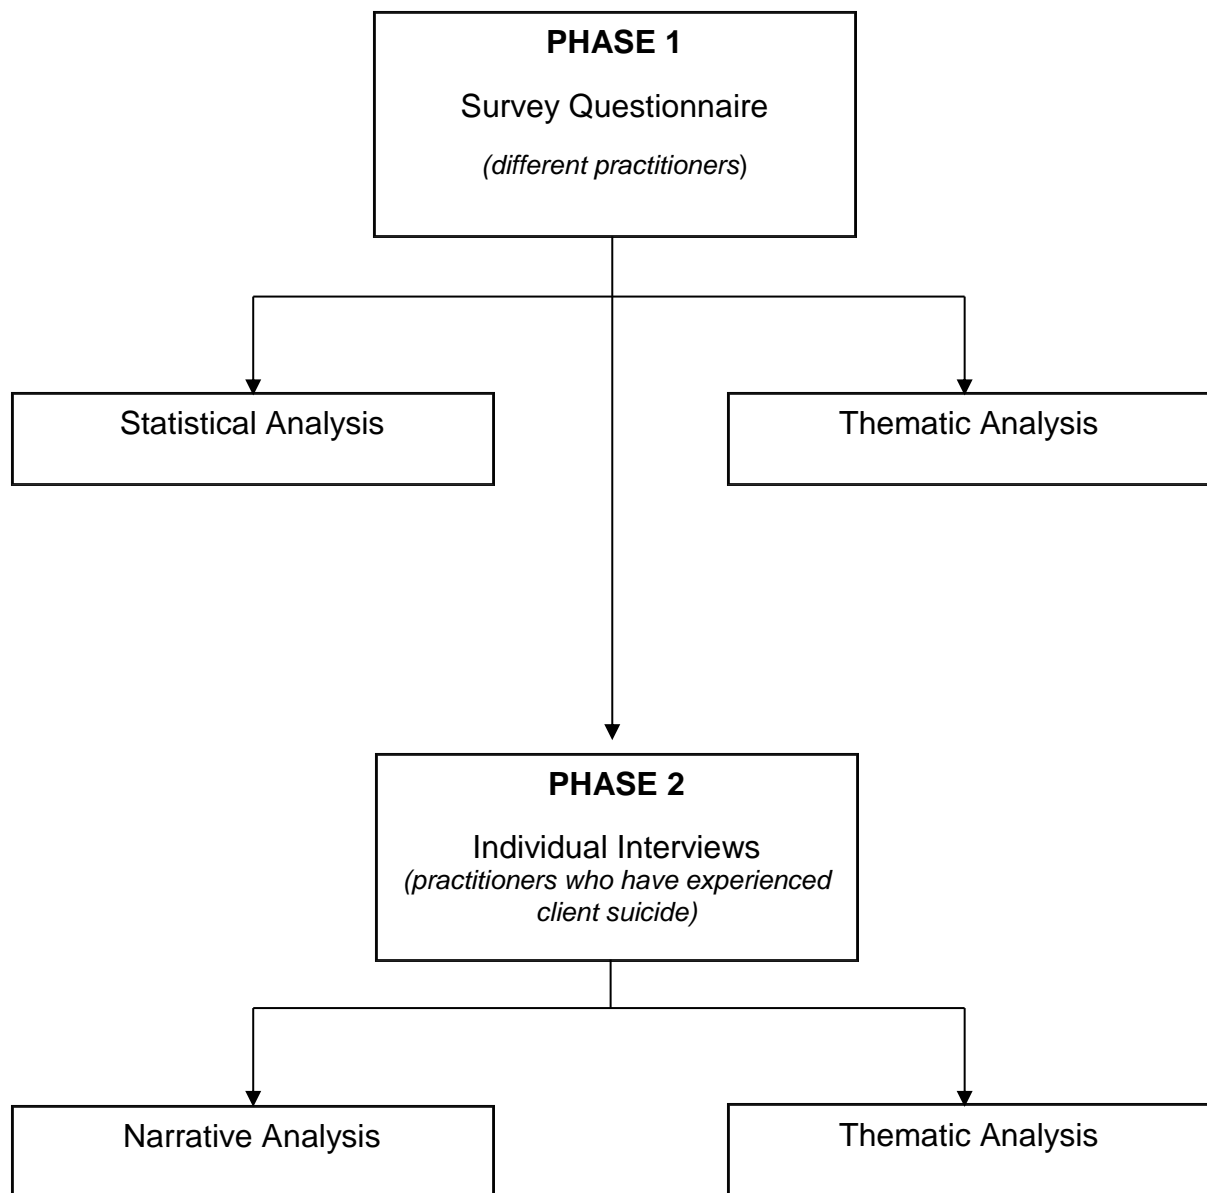 PHASE 1
Survey Questionnaire
(different practitioners)
Statistical Analysis
Thematic Analysis
PHASE 2
Individual Interviews
(practitioners who have experienced
client suicide)
Narrative Analysis
Thematic Analysis